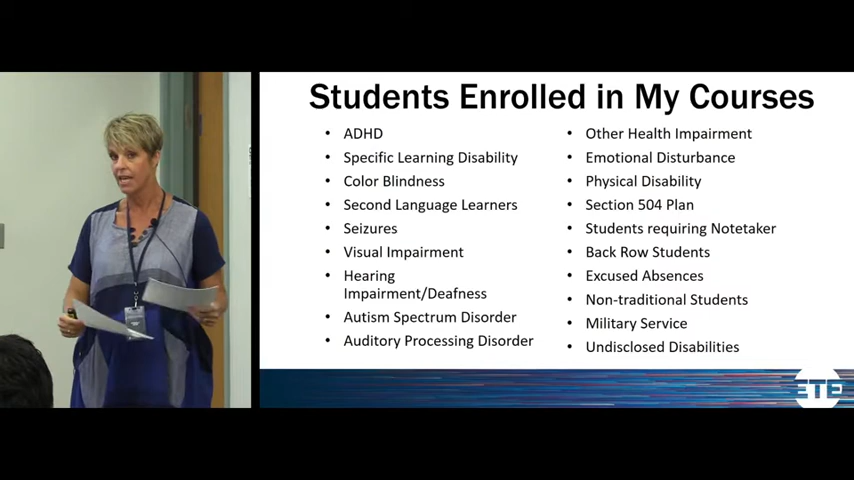 Students Enrolled in My Courses
• ADHD
• Specific Learning Disability
• Color Blindness
• Second Language Learners
• Seizures
• Visual Impairment
• Hearing
Impairment/Deafness
• Autism Spectrum Disorder
• Auditory Processing Disorder
• Other Health Impairment
• Emotional Disturbance
• Physical Disability
• Section 504 Plan
• Students requiring Notetaker
• Back Row Students
• Excused Absences
• Non-traditional Students
• Military Service
• Undisclosed Disabilities
ETE